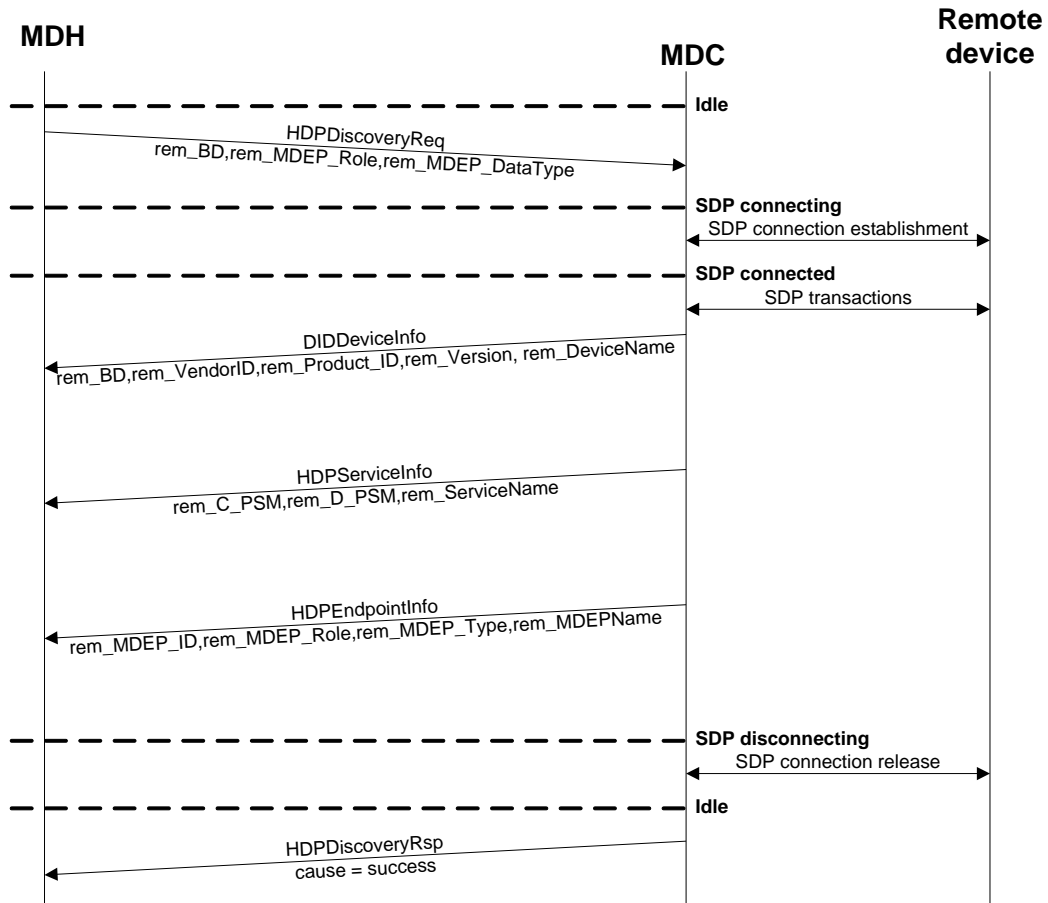 MDH
MDC
Remote
device
Idle
HDPDiscoveryReq
rem_BD,rem_MDEP_Role,rem_MDEP_DataType
SDP connecting
SDP connection establishment
SDP connected
SDP transactions
DIDDeviceInfo
rem_BD,rem_VendorID,rem_Product_ID,rem_Version, rem_DeviceName
HDPServiceInfo
rem_C_PSM,rem_D_PSM,rem_ServiceName
HDPEndpointInfo
rem_MDEP_ID,rem_MDEP_Role,rem_MDEP_Type,rem_MDEPName
SDP disconnecting
SDP connection release
Idle
HDPDiscoveryRsp
cause = success